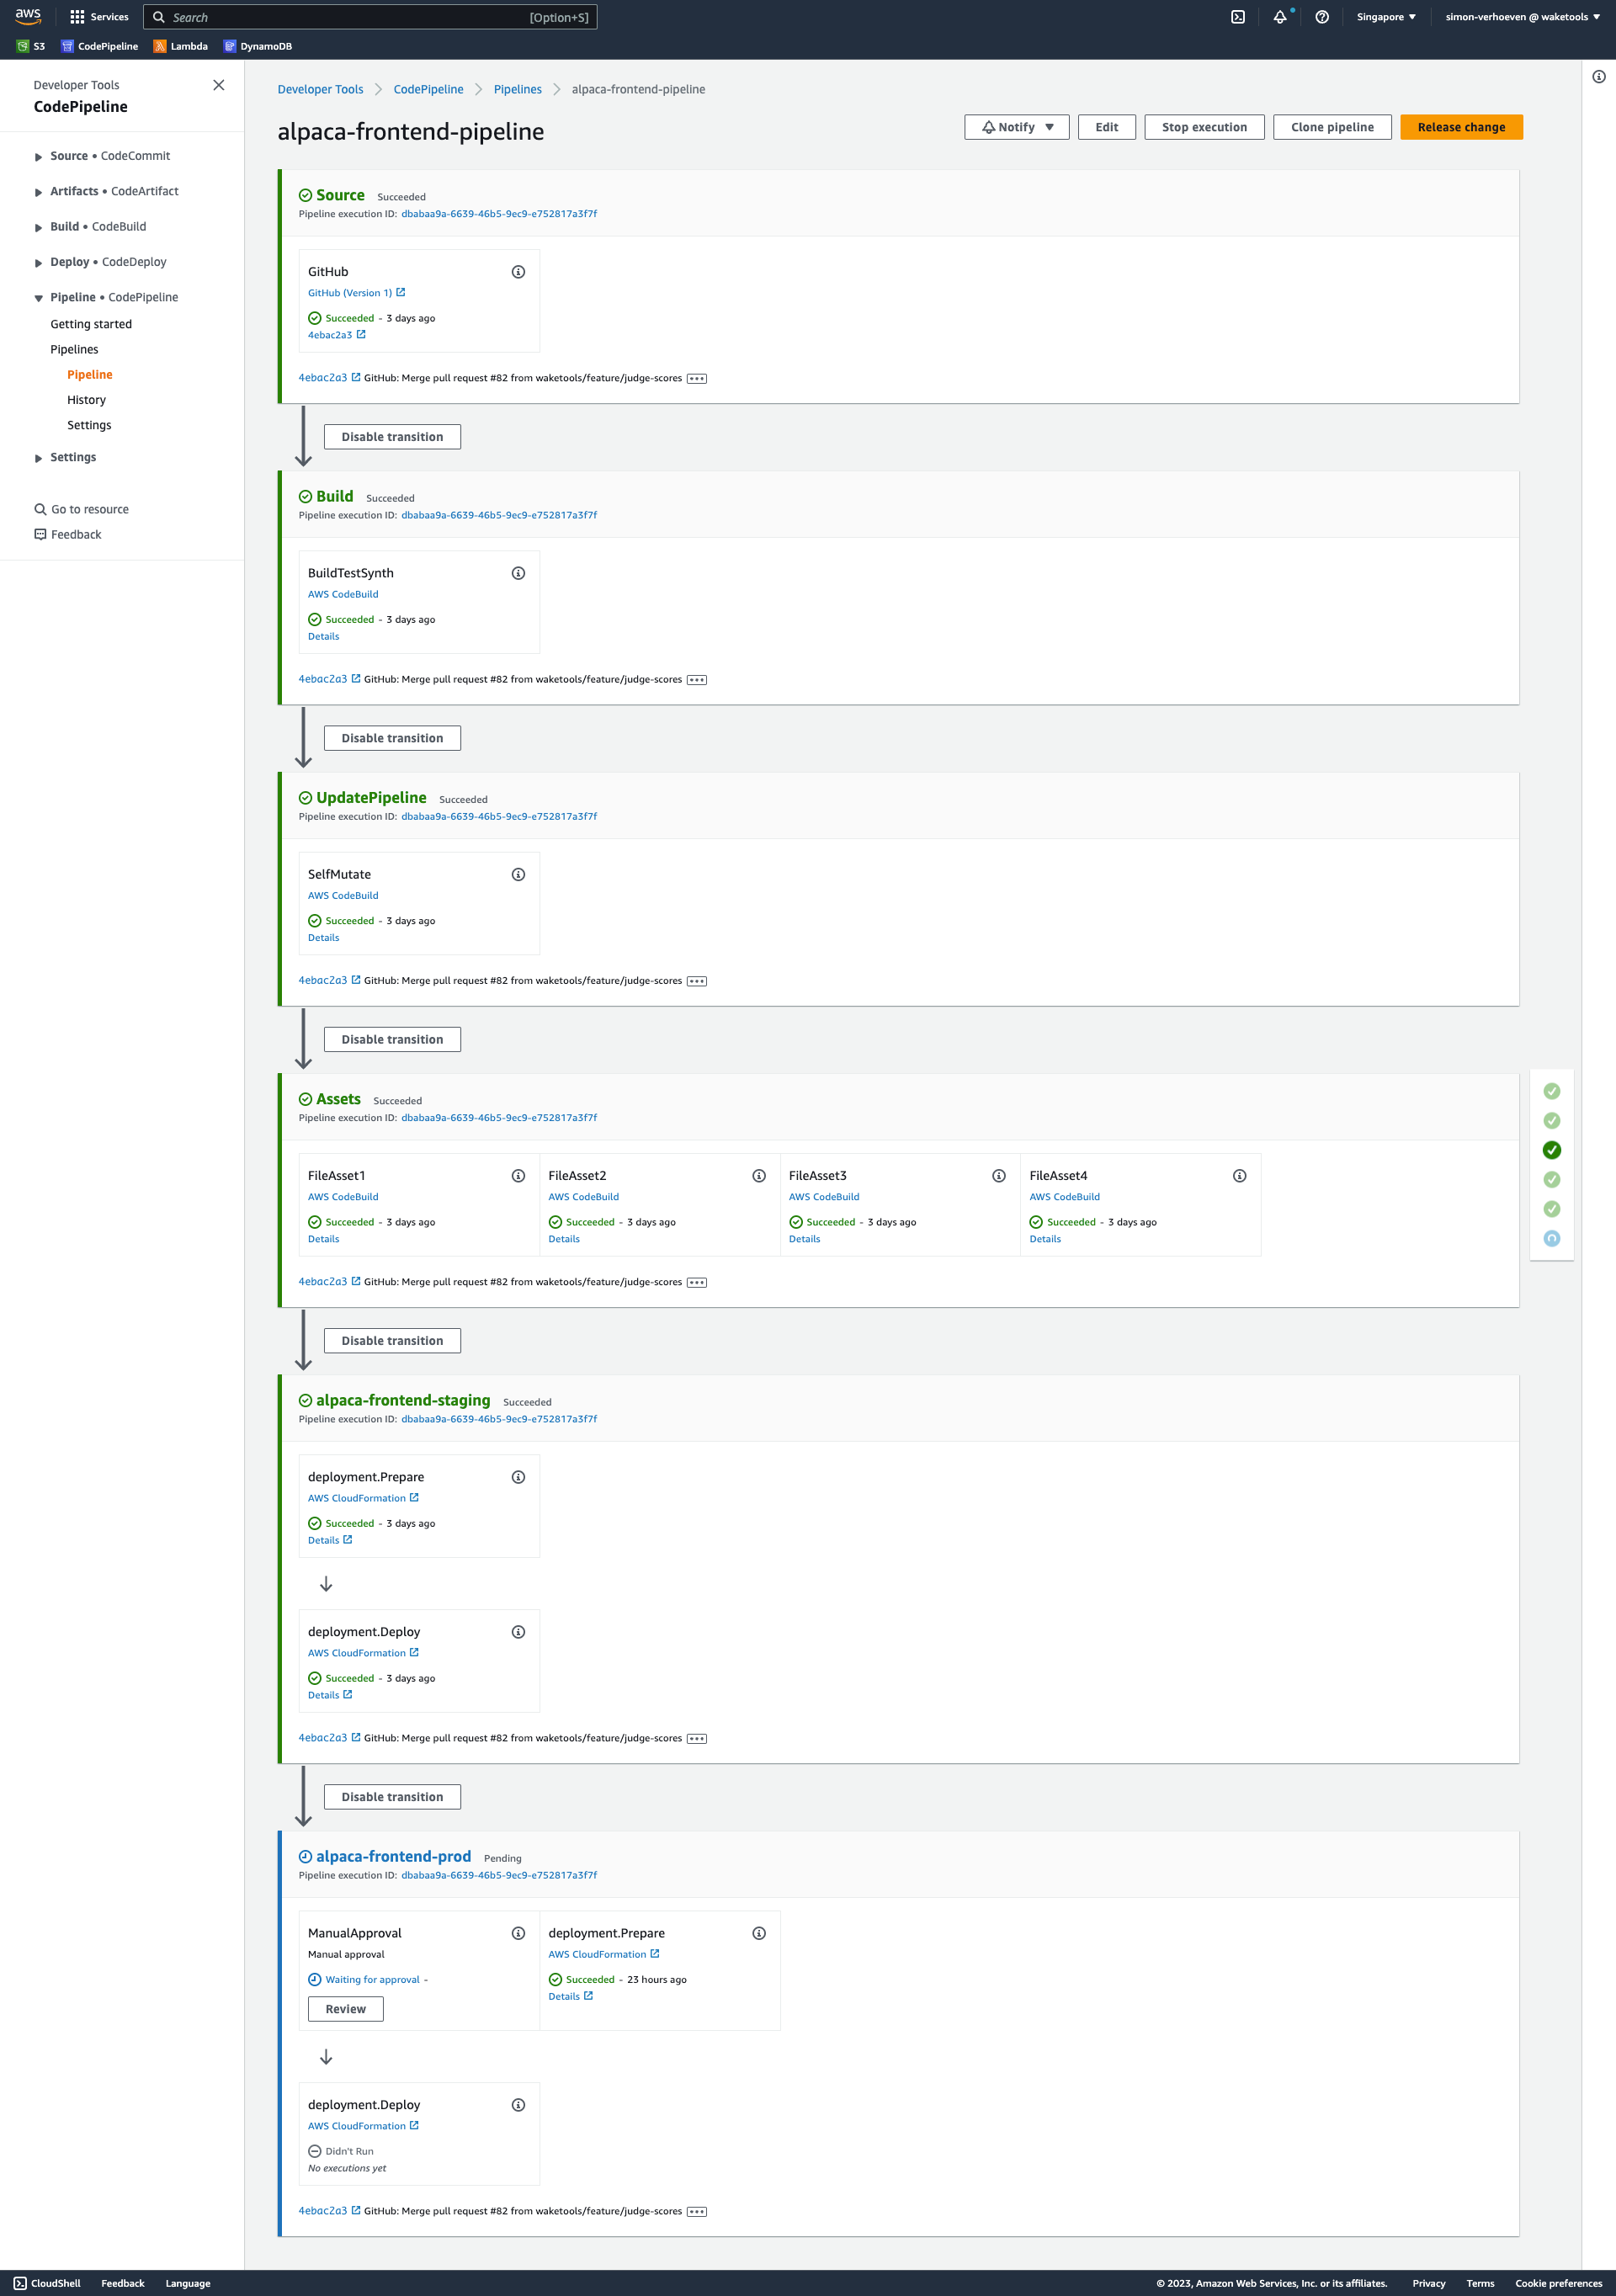 aws Services Search [Option+S] Singapore ▼ simon-verhoeven @ waketools ▼
S3 CodePipeline Lambda DynamoDB
Developer Tools
CodePipeline
Source • CodeCommit
Artifacts • CodeArtifact
Build • CodeBuild
Deploy • CodeDeploy
Pipeline • CodePipeline
Getting started
Pipelines
Pipeline
History
Settings
Settings
Go to resource
Feedback
Developer Tools > CodePipeline > Pipelines > alpaca-frontend-pipeline
alpaca-frontend-pipeline
Notify ▼ Edit Stop execution Clone pipeline Release change
Source Succeeded
Pipeline execution ID: dbabaa9a-6639-46b5-9ec9-e752817a3f7f
GitHub
GitHub (Version 1)
Succeeded - 3 days ago
4ebac2a3
4ebac2a3 GitHub: Merge pull request #82 from waketools/feature/judge-scores
Disable transition
Build Succeeded
Pipeline execution ID: dbabaa9a-6639-46b5-9ec9-e752817a3f7f
BuildTestSynth
AWS CodeBuild
Succeeded - 3 days ago
Details
4ebac2a3 GitHub: Merge pull request #82 from waketools/feature/judge-scores
Disable transition
UpdatePipeline Succeeded
Pipeline execution ID: dbabaa9a-6639-46b5-9ec9-e752817a3f7f
SelfMutate
AWS CodeBuild
Succeeded - 3 days ago
Details
4ebac2a3 GitHub: Merge pull request #82 from waketools/feature/judge-scores
Disable transition
Assets Succeeded
Pipeline execution ID: dbabaa9a-6639-46b5-9ec9-e752817a3f7f
FileAsset1 FileAsset2 FileAsset3 FileAsset4
AWS CodeBuild AWS CodeBuild AWS CodeBuild AWS CodeBuild
Succeeded - 3 days ago Succeeded - 3 days ago Succeeded - 3 days ago Succeeded - 3 days ago
Details Details Details Details
4ebac2a3 GitHub: Merge pull request #82 from waketools/feature/judge-scores
Disable transition
alpaca-frontend-staging Succeeded
Pipeline execution ID: dbabaa9a-6639-46b5-9ec9-e752817a3f7f
deployment.Prepare
AWS CloudFormation
Succeeded - 3 days ago
Details
deployment.Deploy
AWS CloudFormation
Succeeded - 3 days ago
Details
4ebac2a3 GitHub: Merge pull request #82 from waketools/feature/judge-scores
Disable transition
alpaca-frontend-prod Pending
Pipeline execution ID: dbabaa9a-6639-46b5-9ec9-e752817a3f7f
ManualApproval deployment.Prepare
Manual approval AWS CloudFormation
Waiting for approval - Succeeded - 23 hours ago
Review Details
deployment.Deploy
AWS CloudFormation
Didn't Run
No executions yet
4ebac2a3 GitHub: Merge pull request #82 from waketools/feature/judge-scores
CloudShell Feedback Language © 2023, Amazon Web Services, Inc. or its affiliates. Privacy Terms Cookie preferences